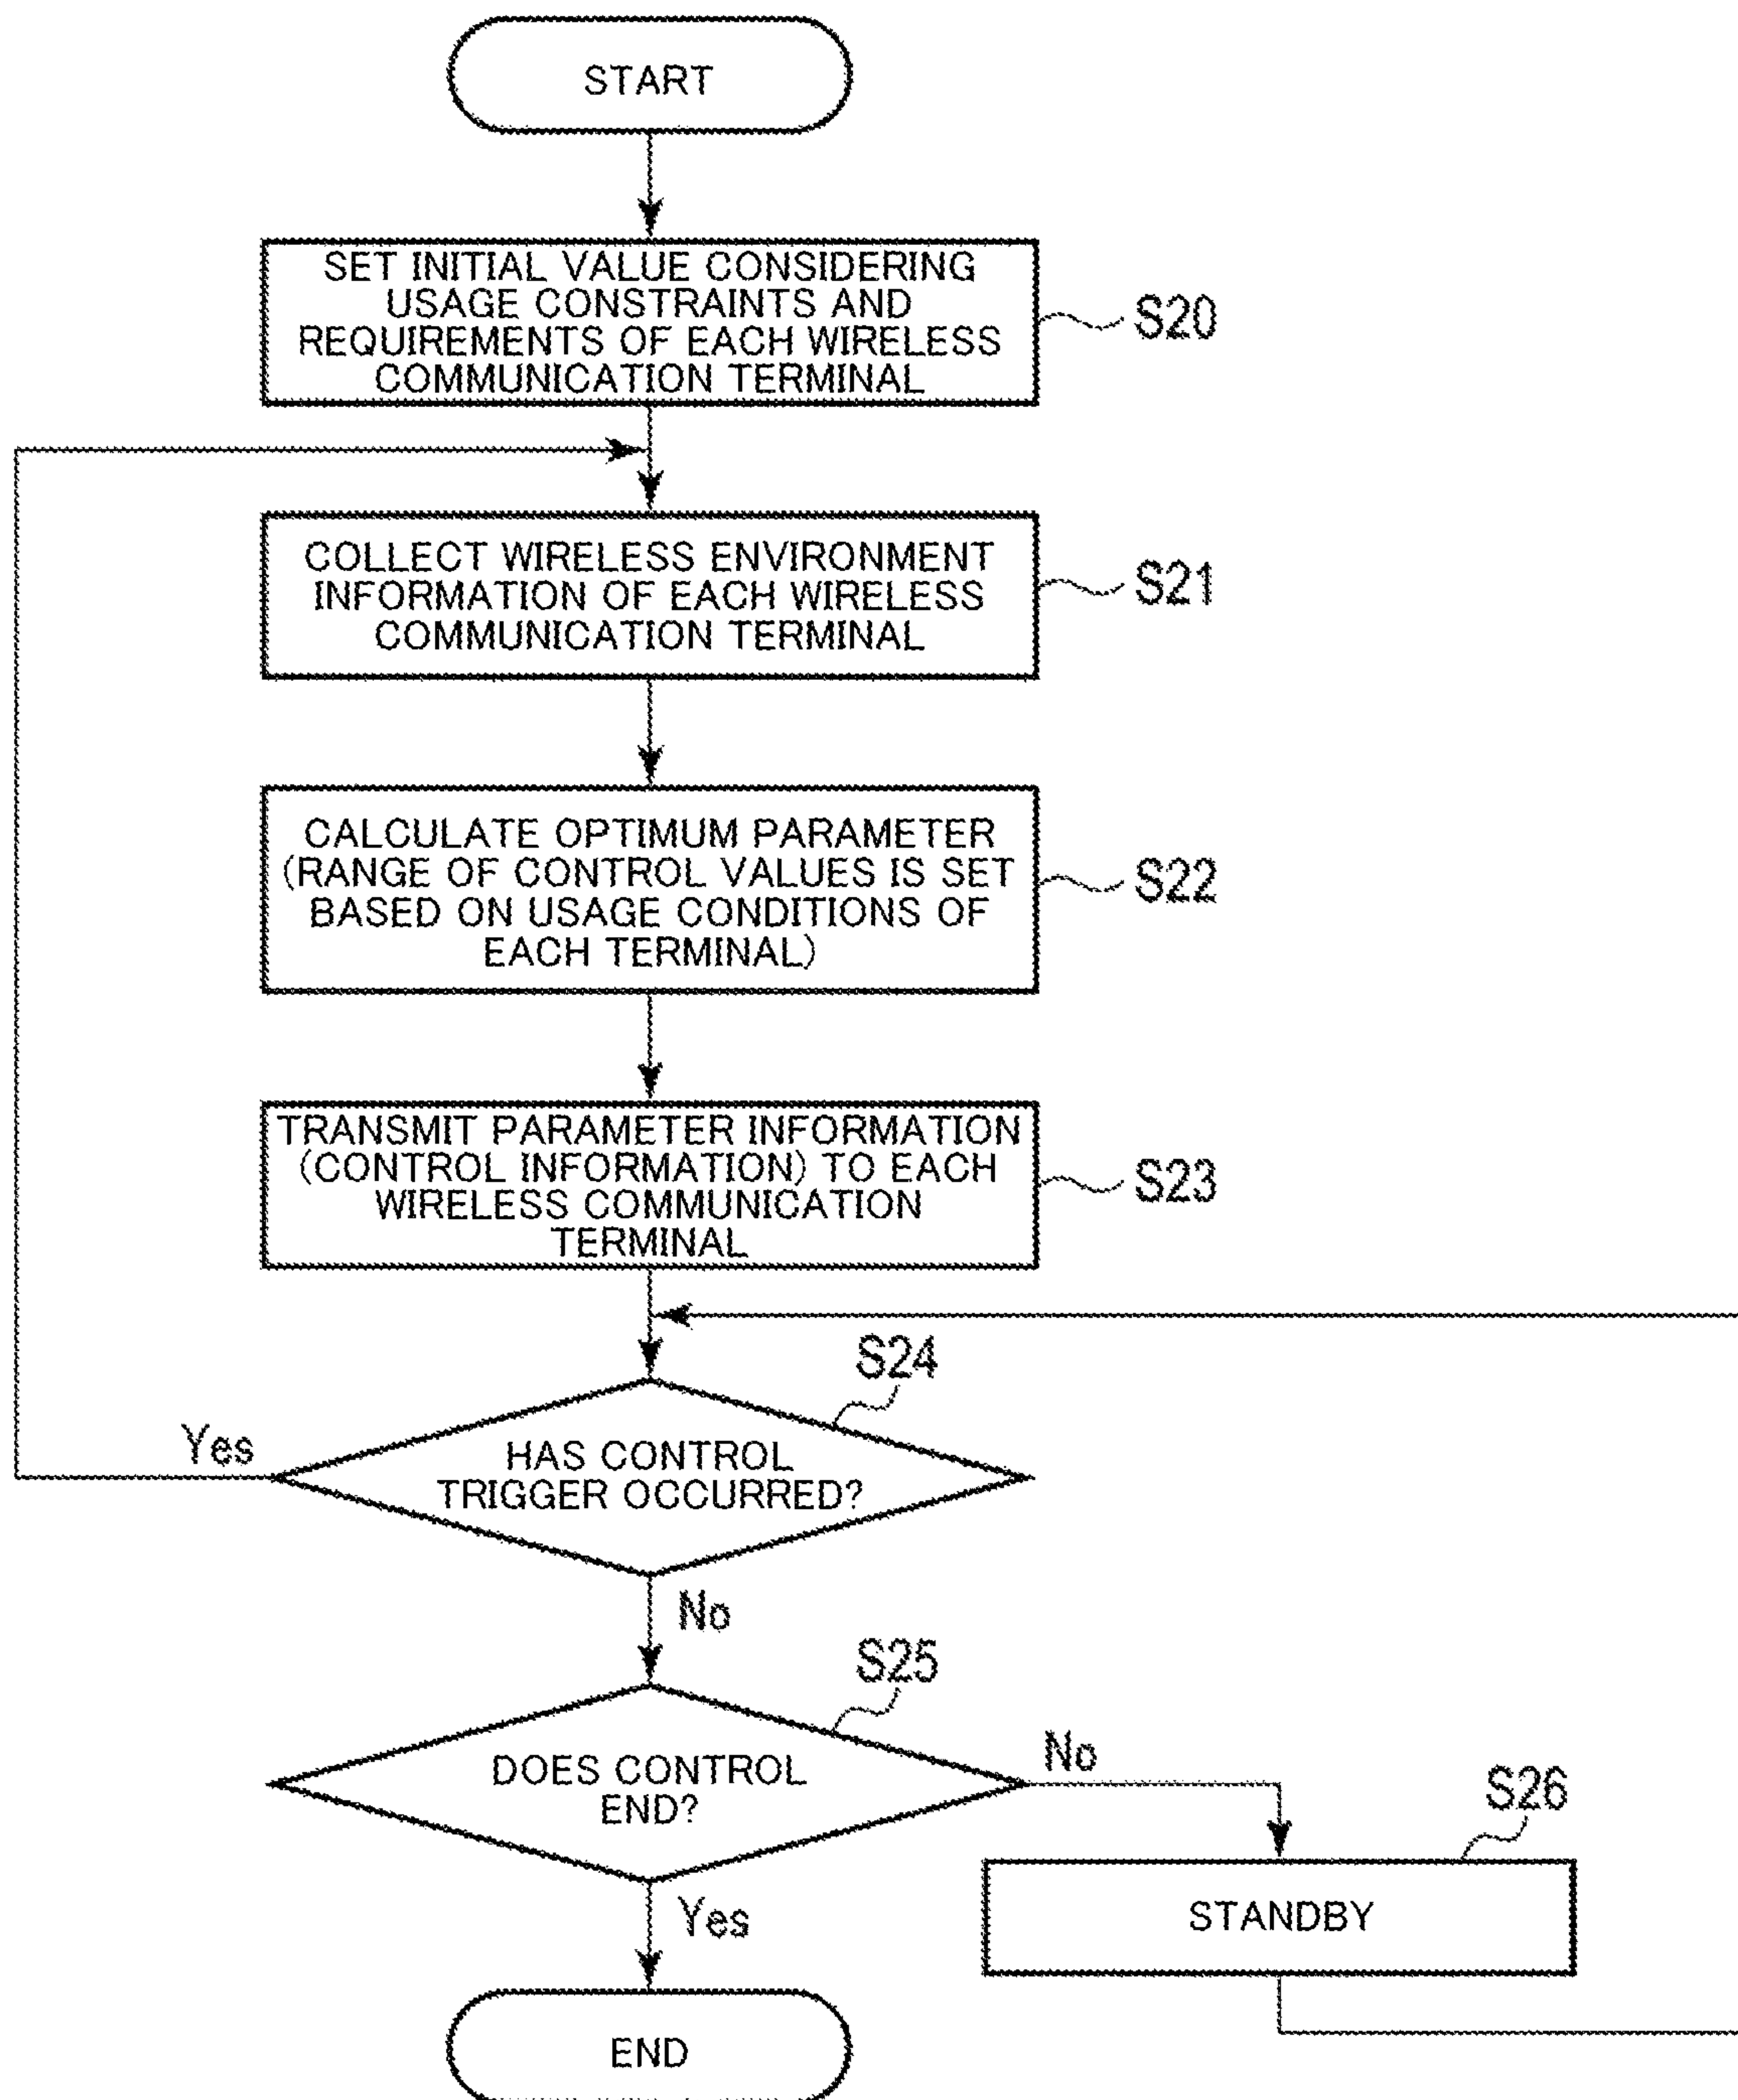 START
SET INITIAL VALUE CONSIDERING
USAGE CONSTRAINTS AND
REQUIREMENTS OF EACH WIRELESS
COMMUNICATION TERMINAL
S20
COLLECT WIRELESS ENVIRONMENT
INFORMATION OF EACH WIRELESS
COMMUNICATION TERMINAL
S21
CALCULATE OPTIMUM PARAMETER
(RANGE OF CONTROL VALUES IS SET
BASED ON USAGE CONDITIONS OF
EACH TERMINAL)
S22
TRANSMIT PARAMETER INFORMATION
(CONTROL INFORMATION) TO EACH
WIRELESS COMMUNICATION
TERMINAL
S23
S24
Yes
HAS CONTROL
TRIGGER OCCURRED?
No
S25
DOES CONTROL
END?
No
S26
STANDBY
Yes
END